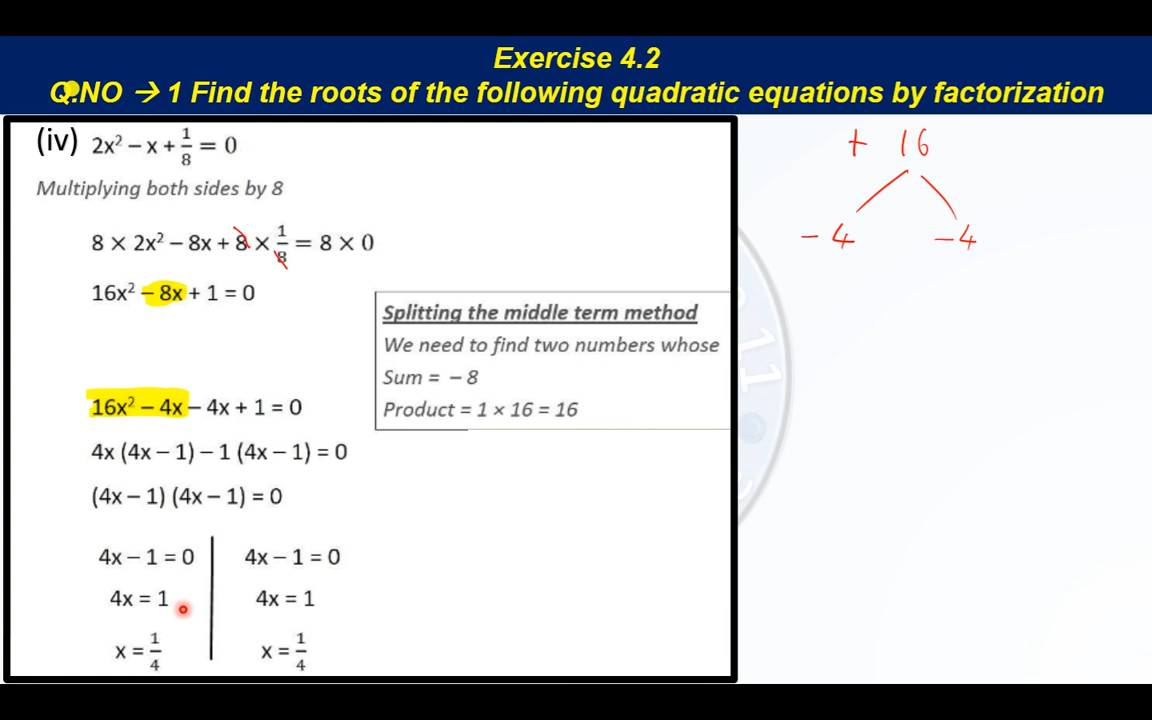 Exercise 4.2
Q.NO → 1 Find the roots of the following quadratic equations by factorization
(iv) 2x² – x + 1/8 = 0
Multiplying both sides by 8
8 × 2x² – 8x + 8 × 1/8 = 8 × 0
16x² – 8x + 1 = 0
Splitting the middle term method
We need to find two numbers whose
Sum = – 8
Product = 1 × 16 = 16
16x² – 4x – 4x + 1 = 0
4x (4x – 1) – 1 (4x – 1) = 0
(4x – 1) (4x – 1) = 0
4x – 1 = 0 4x – 1 = 0
4x = 1 4x = 1
x = 1/4 x = 1/4
+ 16
- 4 - 4